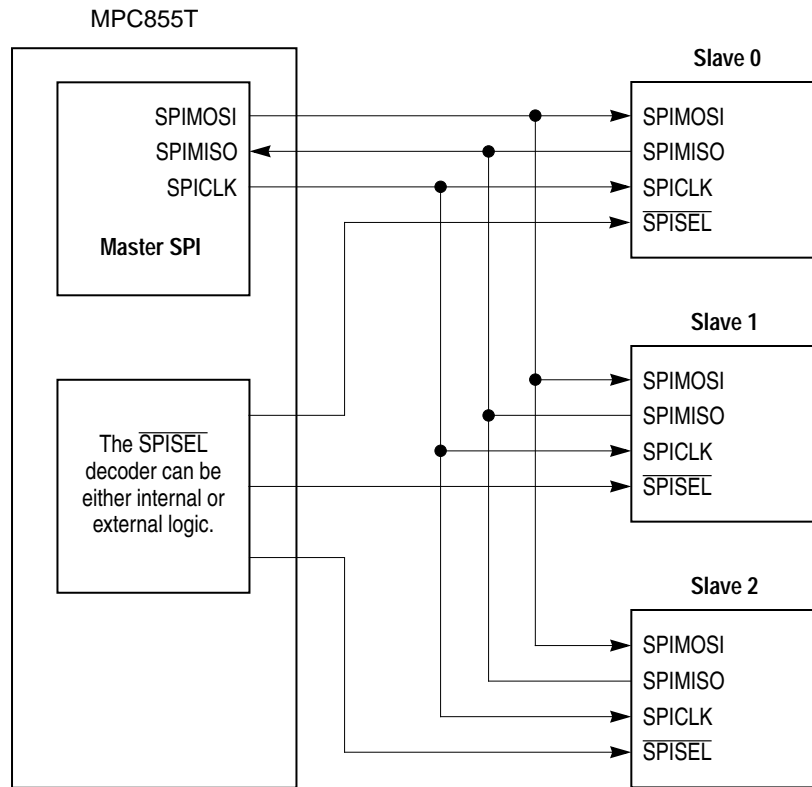 MPC855T
SPIMOSI
SPIMISO
SPICLK
Master SPI
The SPISEL
decoder can be
either internal or
external logic.
Slave 0
SPIMOSI
SPIMISO
SPICLK
SPISEL
Slave 1
SPIMOSI
SPIMISO
SPICLK
SPISEL
Slave 2
SPIMOSI
SPIMISO
SPICLK
SPISEL